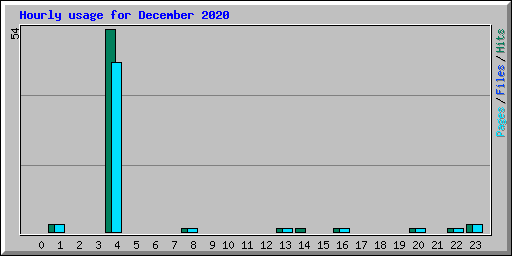 Hourly usage for December 2020
54
Pages/Files/Hits
0 1 2 3 4 5 6 7 8 9 10 11 12 13 14 15 16 17 18 19 20 21 22 23